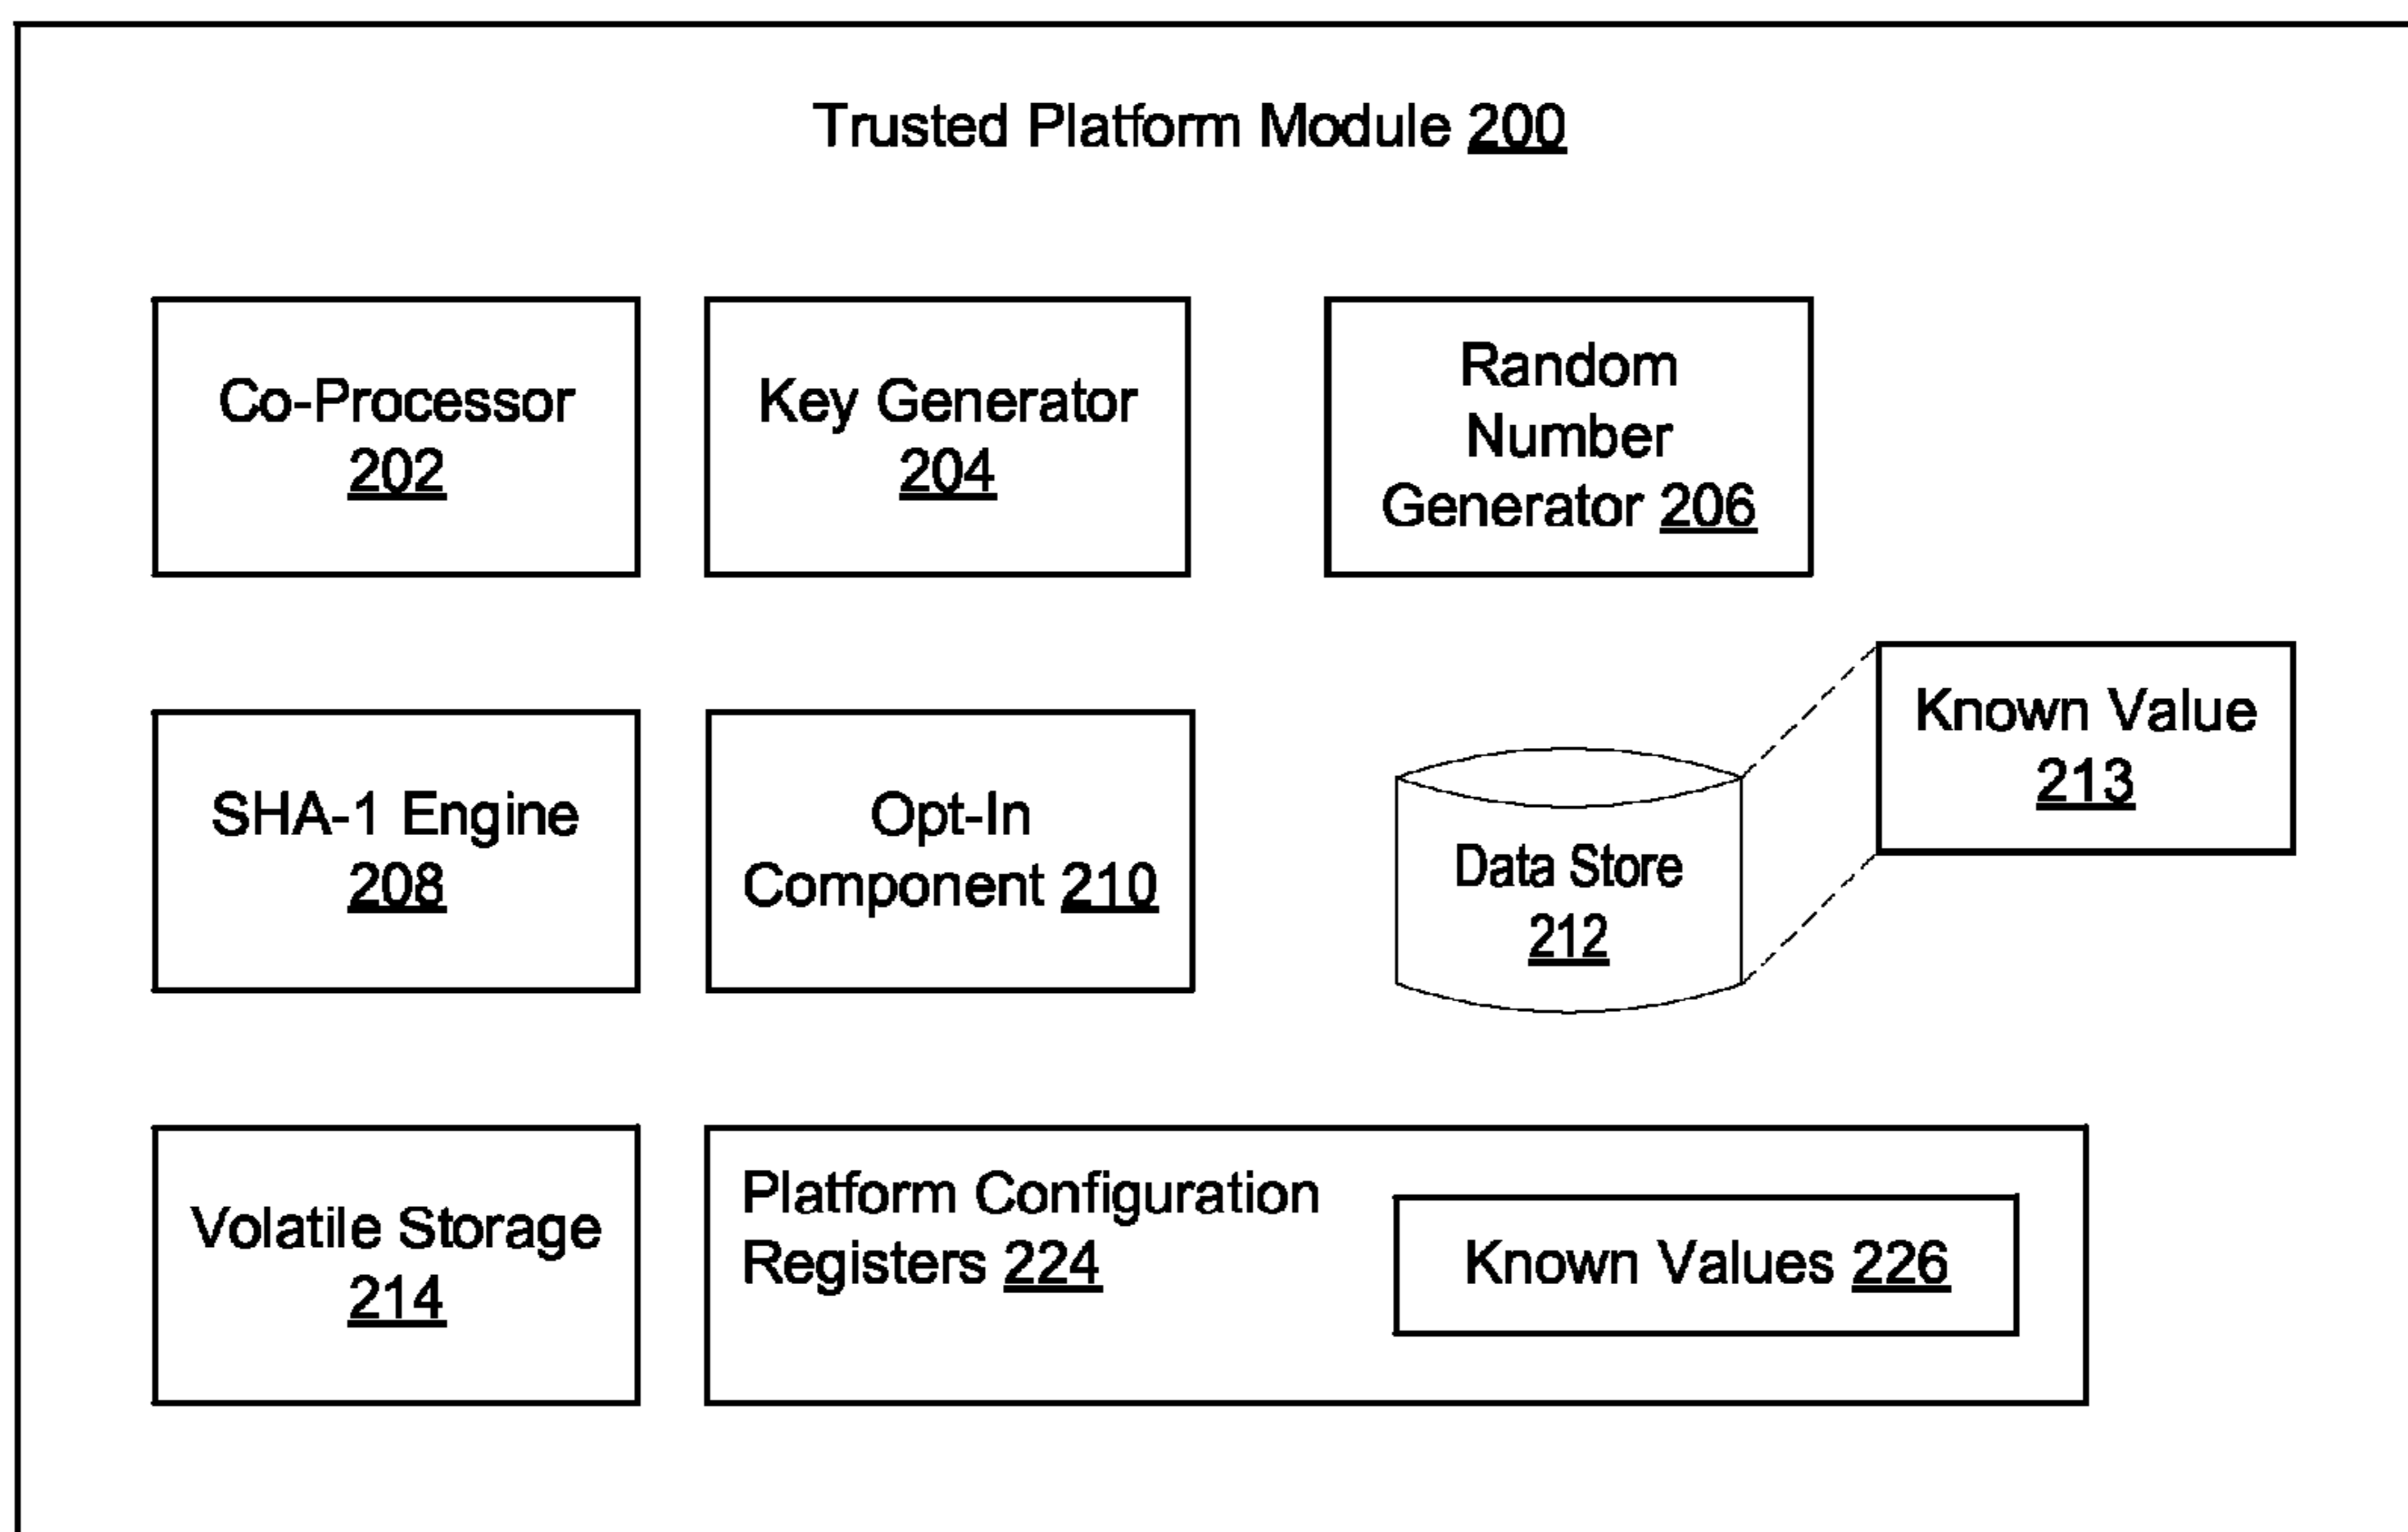 Trusted Platform Module 200
Co-Processor
202
Key Generator
204
Random
Number
Generator 206
SHA-1 Engine
208
Opt-In
Component 210
Data Store
212
Known Value
213
Volatile Storage
214
Platform Configuration
Registers 224
Known Values 226